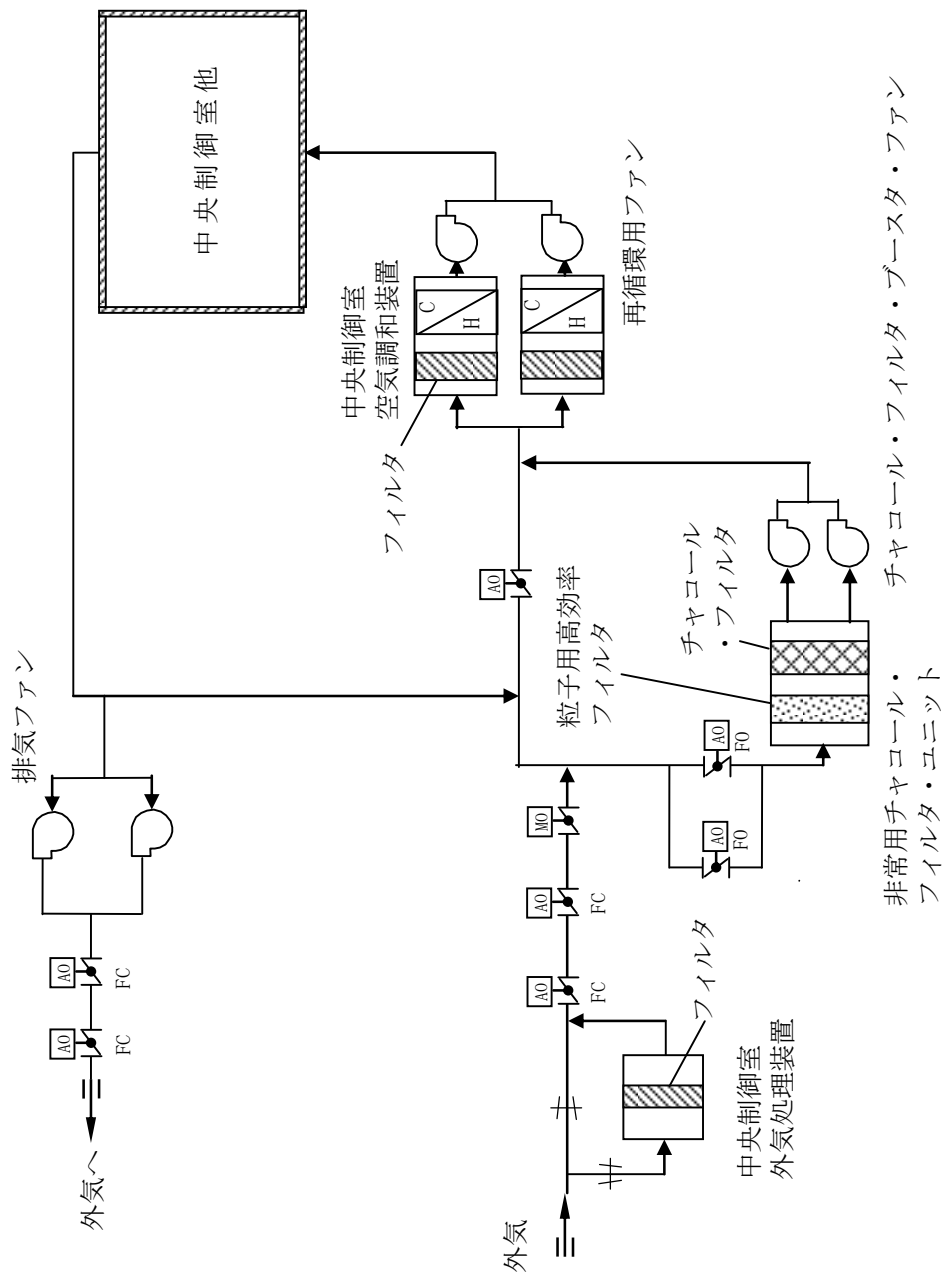 中央制御室他
中央制御室
空気調和装置
C
H
C
H
フィルタ
再循環用ファン
排気ファン
AO
FC
AO
FC
外気へ
AO
粒子用高効率
フィルタ
チャコール
・フィルタ
チャコール・フィルタ・ブースタ・ファン
MO
AO
FC
AO
FC
AO
FO
AO
FO
非常用チャコール・
フィルタ・ユニット
フィルタ
中央制御室
外気処理装置
外気